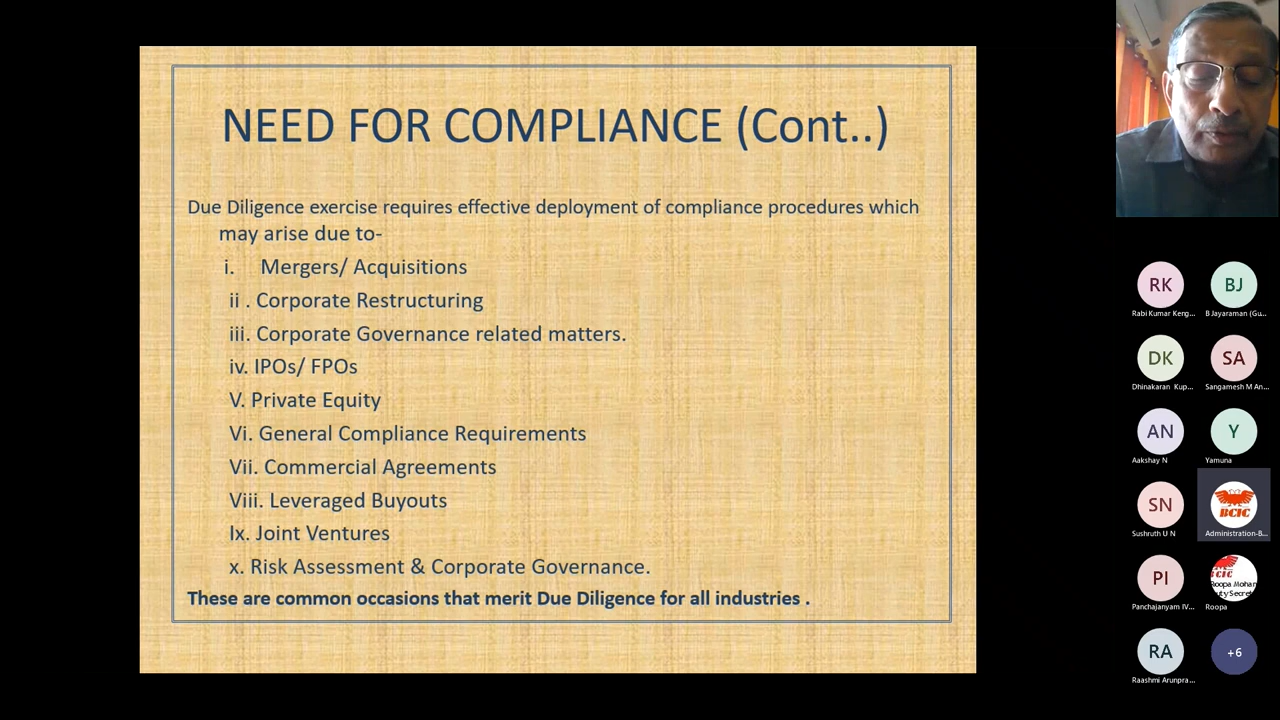 NEED FOR COMPLIANCE (Cont..)
Due Diligence exercise requires effective deployment of compliance procedures which
may arise due to-
i. Mergers/ Acquisitions
ii . Corporate Restructuring
iii. Corporate Governance related matters.
iv. IPOs/ FPOs
V. Private Equity
Vi. General Compliance Requirements
Vii. Commercial Agreements
Viii. Leveraged Buyouts
Ix. Joint Ventures
x. Risk Assessment & Corporate Governance.
These are common occasions that merit Due Diligence for all industries .
RK
BJ
Rabi Kumar Keng...
B Jayaraman (Gu...
DK
SA
Dhinakaran Kup...
Sangamesh M An...
AN
Y
Aakshay N
Yamuna
SN
BCIC
Sushruth U N
Administration-B...
PI
Roopa Mohan
Panchajanyam IV...
Roopa
RA
+6
Raashmi Arunpra...